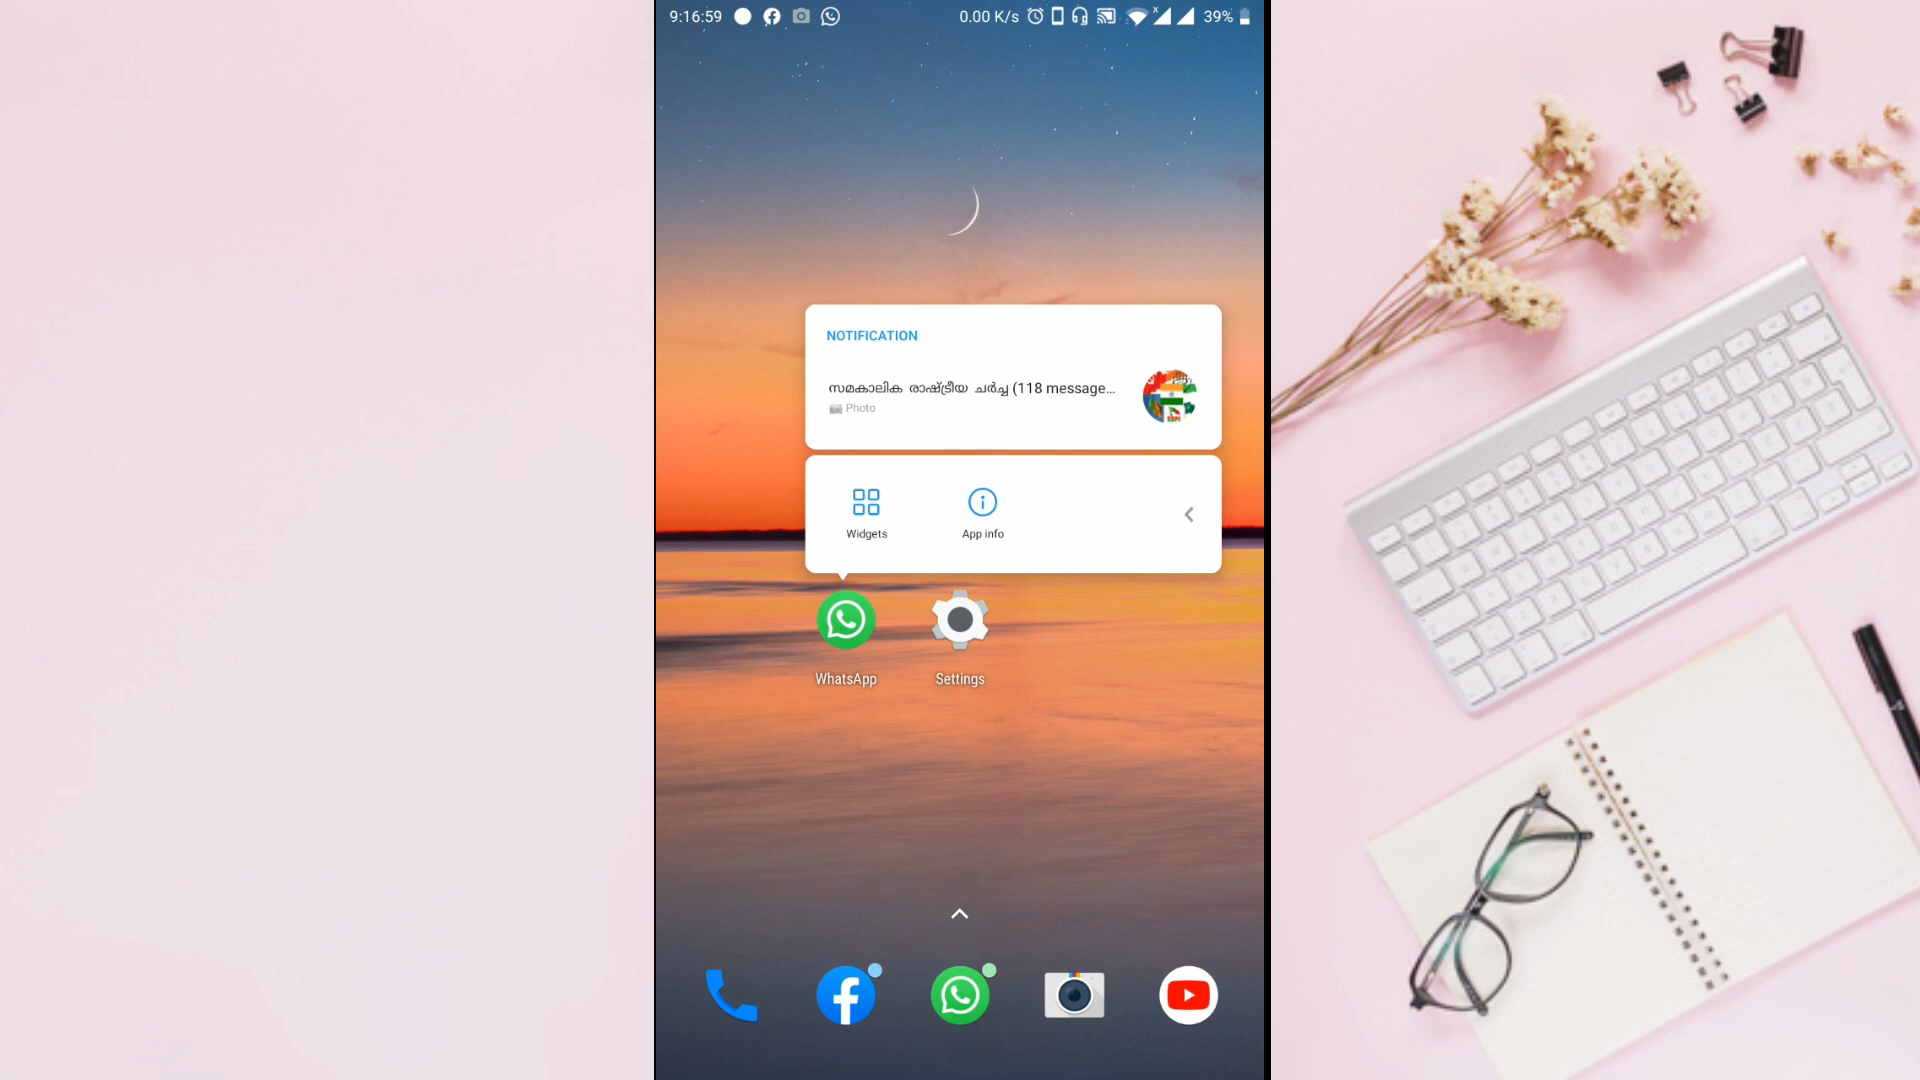 9:16:59 0.00 K/s 39%
NOTIFICATION
സമകാലിക രാഷ്ട്രീയ ചർച്ച (118 message...
Photo
Widgets App info
WhatsApp Settings